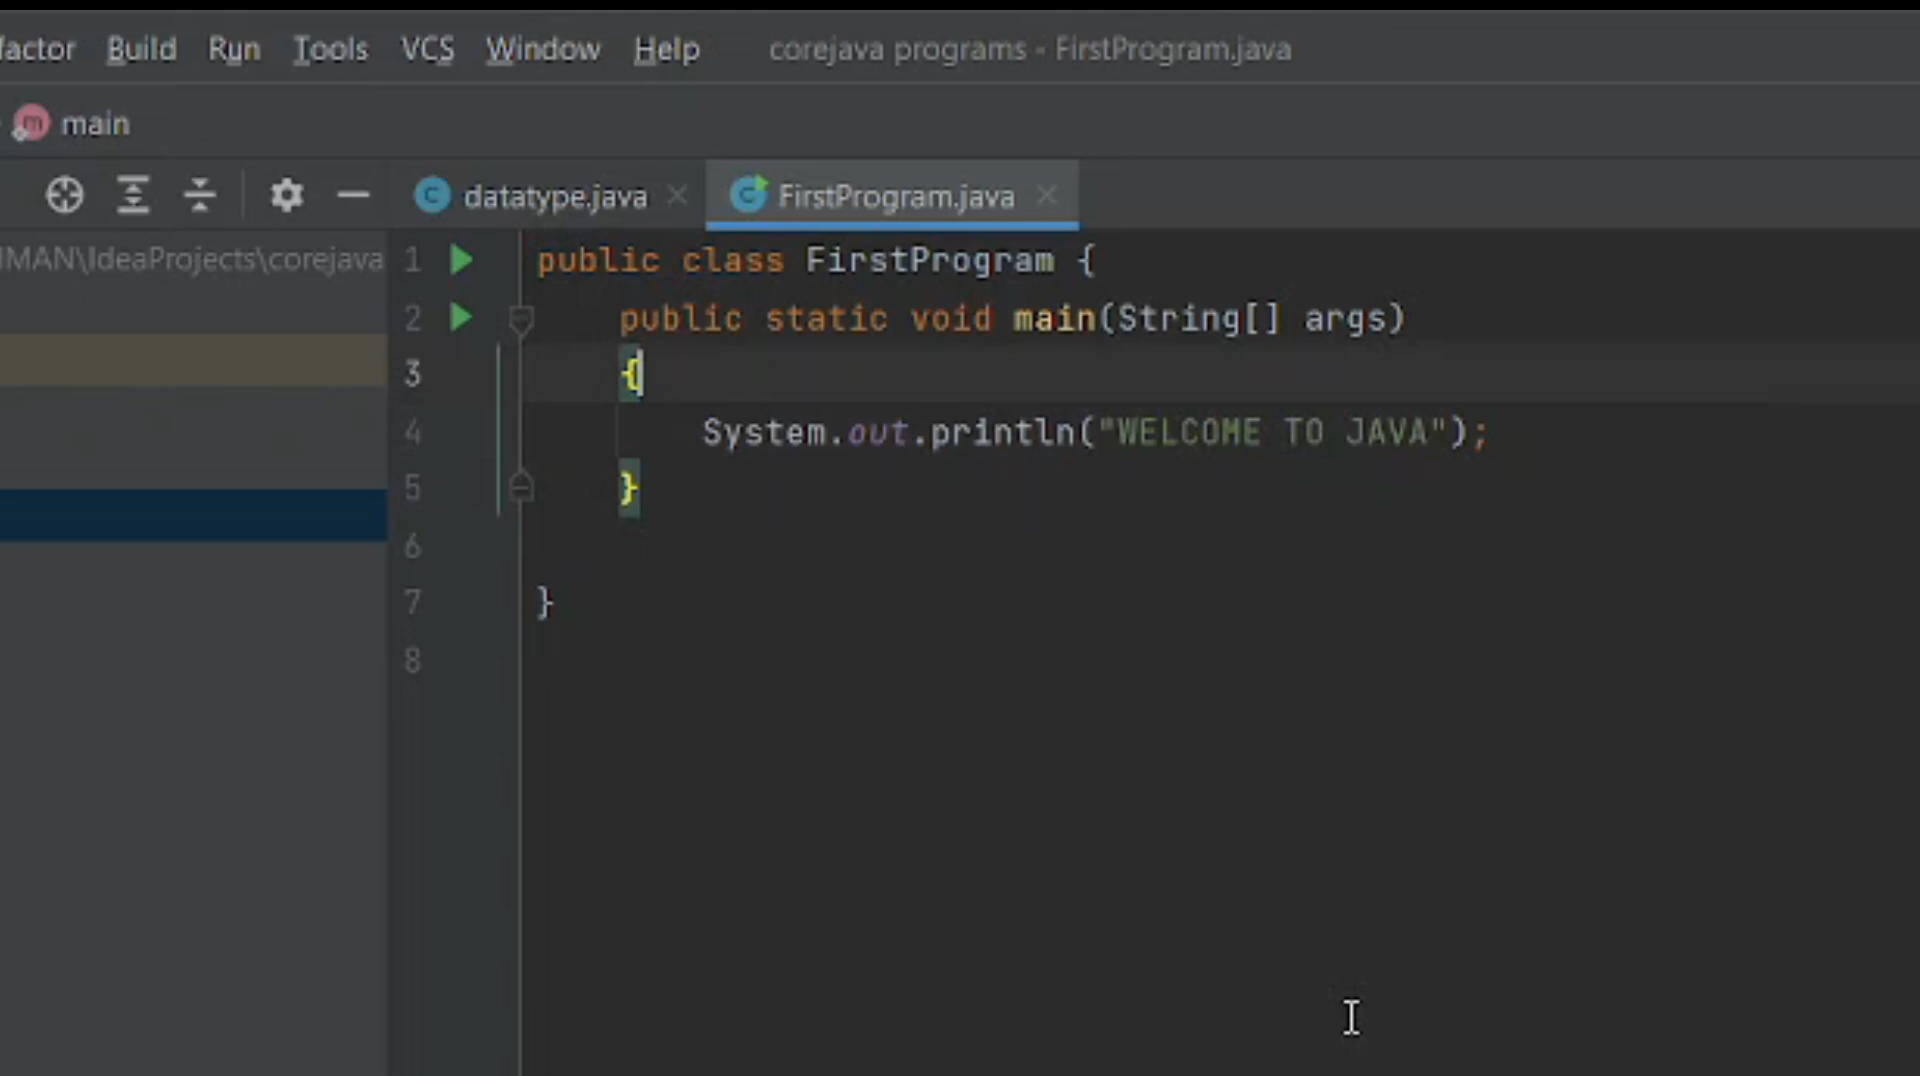 factor Build Run Tools VCS Window Help corejava programs - FirstProgram.java
main
datatype.java FirstProgram.java
MAN\IdeaProjects\corejava
1 public class FirstProgram {
2 public static void main(String[] args)
3 {
4 System.out.println("WELCOME TO JAVA");
5 }
6
7 }
8